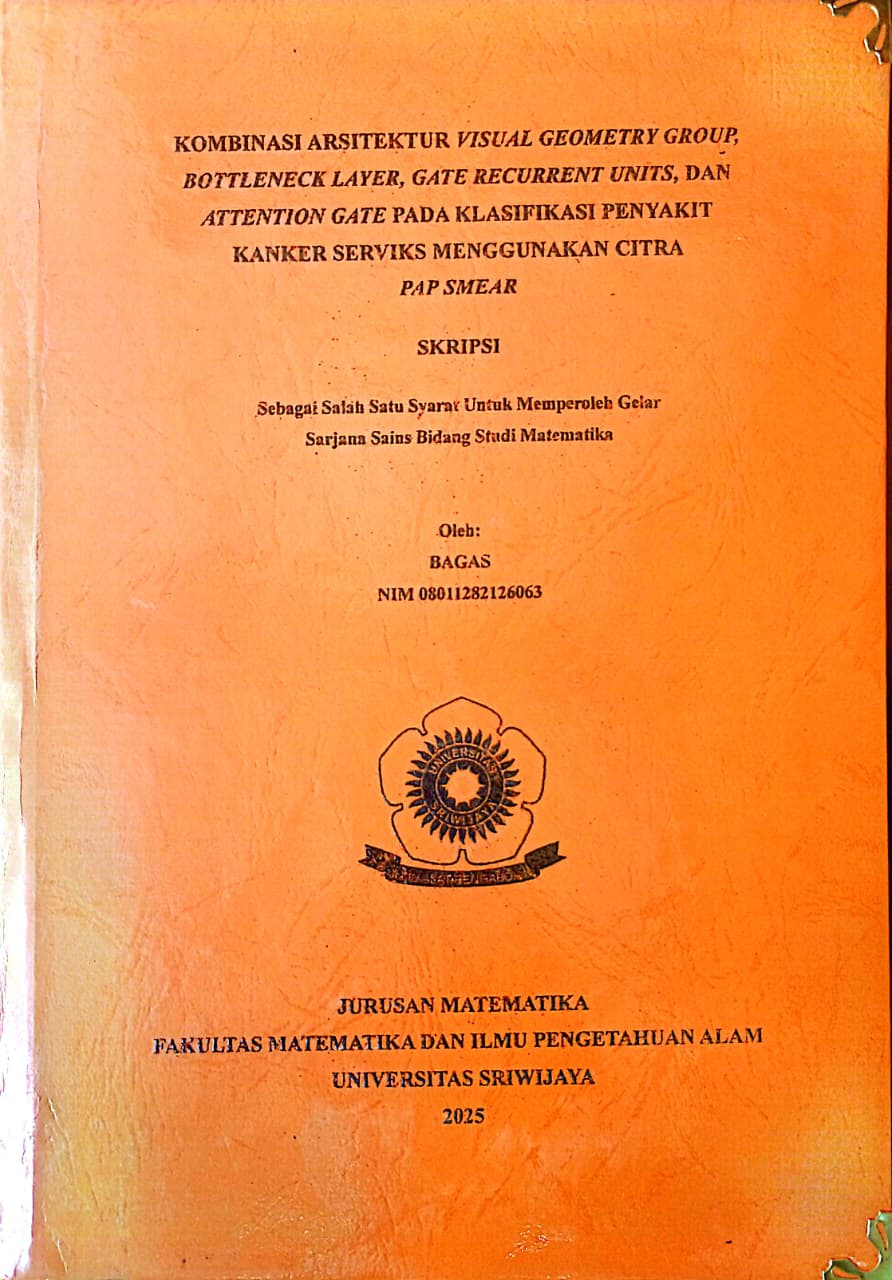 KOMBINASI ARSITEKTUR VISUAL GEOMETRY GROUP,
BOTTLENECK LAYER, GATE RECURRENT UNITS, DAN
ATTENTION GATE PADA KLASIFIKASI PENYAKIT
KANKER SERVIKS MENGGUNAKAN CITRA
PAP SMEAR
SKRIPSI
Sebagai Salah Satu Syarat Untuk Memperoleh Gelar
Sarjana Sains Bidang Studi Matematika
Oleh:
BAGAS
NIM 08011282126063
UNIVERSITAS
SRIWIJAYA
JURUSAN MATEMATIKA
FAKULTAS MATEMATIKA DAN ILMU PENGETAHUAN ALAM
UNIVERSITAS SRIWIJAYA
2025